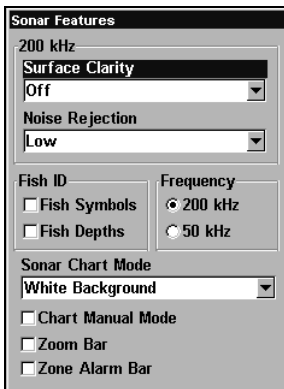 Sonar Features
200 kHz
Surface Clarity
Off
Noise Rejection
Low
Fish ID
Fish Symbols
Fish Depths
Frequency
200 kHz
50 kHz
Sonar Chart Mode
White Background
Chart Manual Mode
Zoom Bar
Zone Alarm Bar